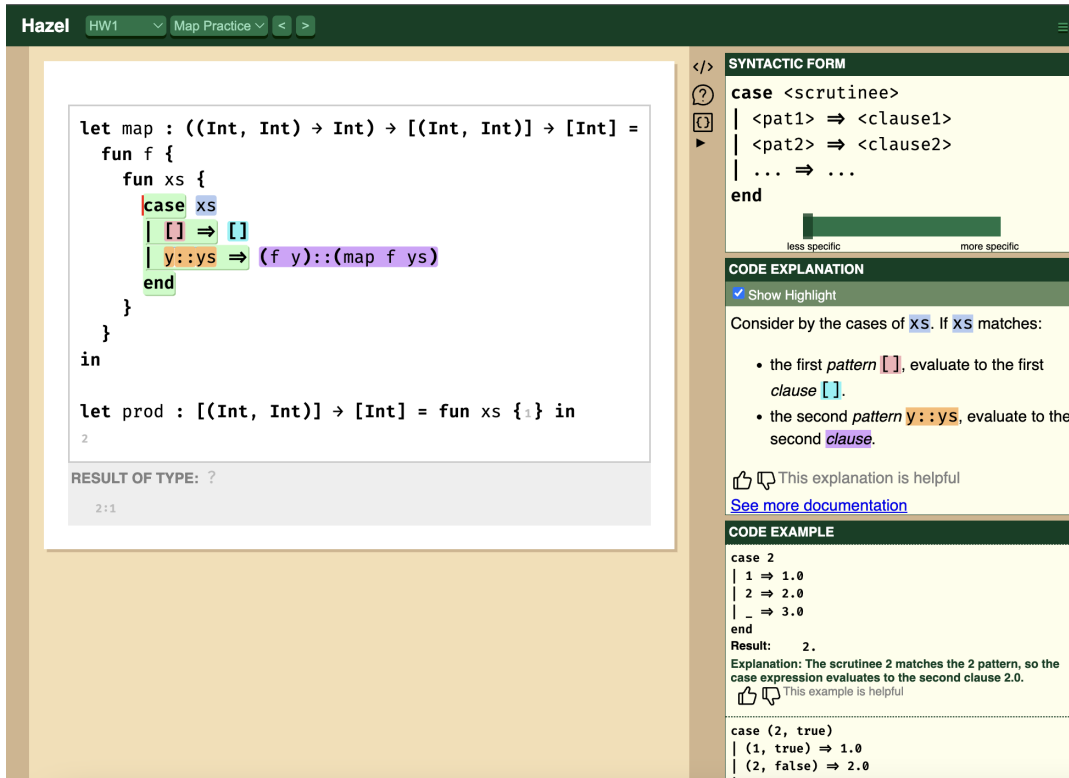 Hazel HW1 Map Practice < >
let map : ((Int, Int) → Int) → [(Int, Int)] → [Int] =
fun f {
fun xs {
case xs
| [] ⇒ []
| y::ys ⇒ (f y)::(map f ys)
end
}
}
in
let prod : [(Int, Int)] → [Int] = fun xs {1} in
2
RESULT OF TYPE: ?
2:1
</>
?
{}
SYNTACTIC FORM
case <scrutinee>
| <pat1> ⇒ <clause1>
| <pat2> ⇒ <clause2>
| ... ⇒ ...
end
less specific more specific
CODE EXPLANATION
Show Highlight
Consider by the cases of xs. If xs matches:
• the first pattern [], evaluate to the first
clause [].
• the second pattern y::ys, evaluate to the
second clause.
This explanation is helpful
See more documentation
CODE EXAMPLE
case 2
| 1 ⇒ 1.0
| 2 ⇒ 2.0
| _ ⇒ 3.0
end
Result: 2.
Explanation: The scrutinee 2 matches the 2 pattern, so the
case expression evaluates to the second clause 2.0.
This example is helpful
case (2, true)
| (1, true) ⇒ 1.0
| (2, false) ⇒ 2.0